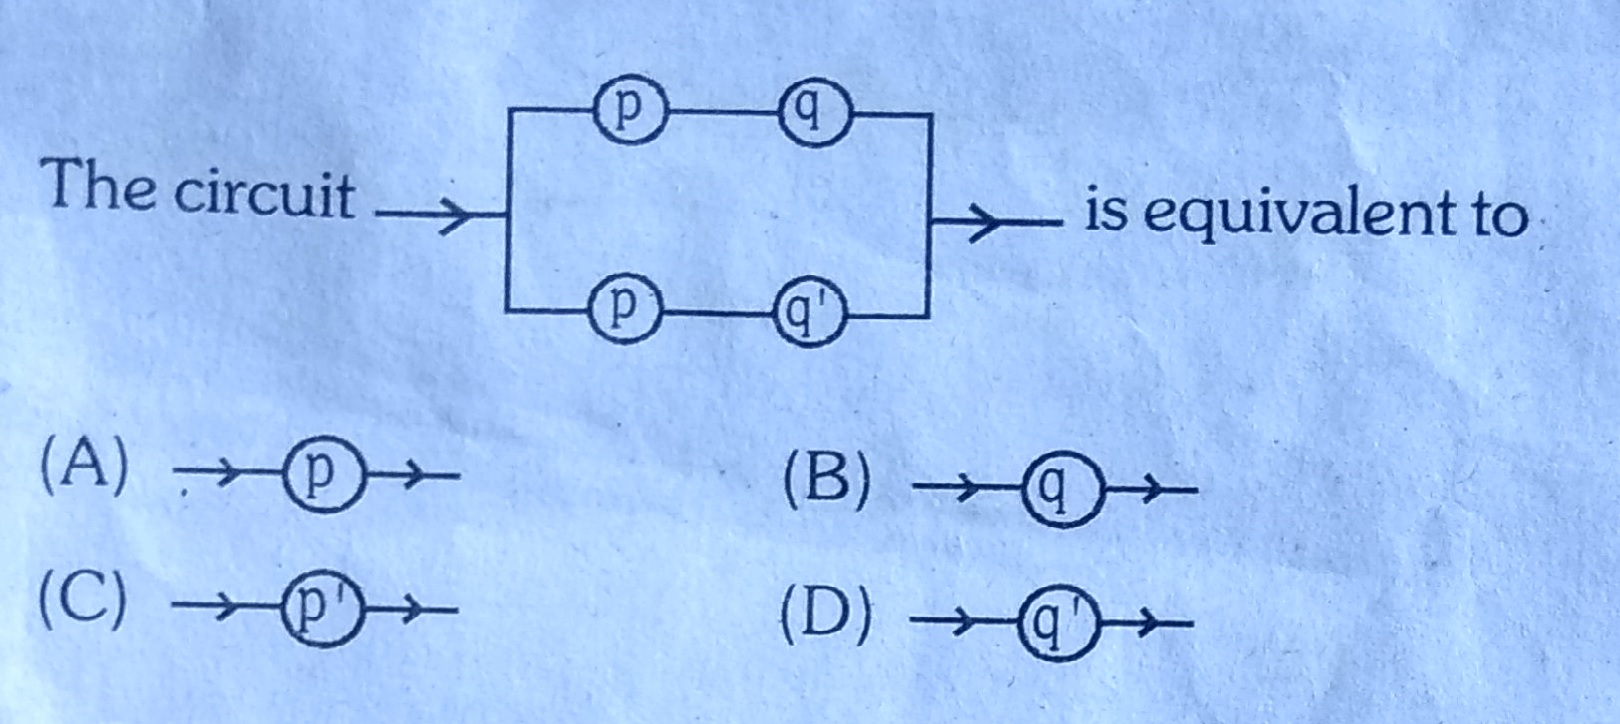 p q
The circuit is equivalent to
p q'
(A) p (B) q
(C) p' (D) q'